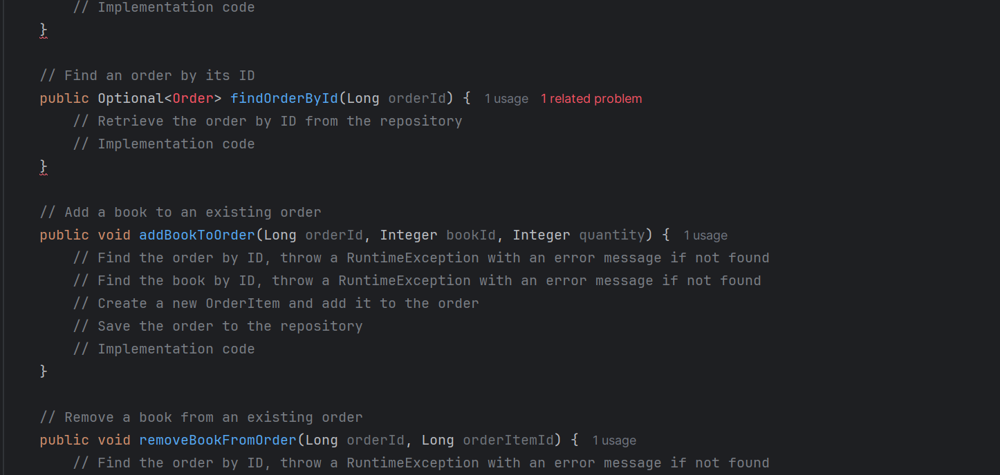 // Implementation code
}
// Find an order by its ID
public Optional<Order> findOrderById(Long orderId) { 1 usage 1 related problem
// Retrieve the order by ID from the repository
// Implementation code
}
// Add a book to an existing order
public void addBookToOrder(Long orderId, Integer bookId, Integer quantity) { 1 usage
// Find the order by ID, throw a RuntimeException with an error message if not found
// Find the book by ID, throw a RuntimeException with an error message if not found
// Create a new OrderItem and add it to the order
// Save the order to the repository
// Implementation code
}
// Remove a book from an existing order
public void removeBookFromOrder(Long orderId, Long orderItemId) { 1 usage
// Find the order by ID, throw a RuntimeException with an error message if not found